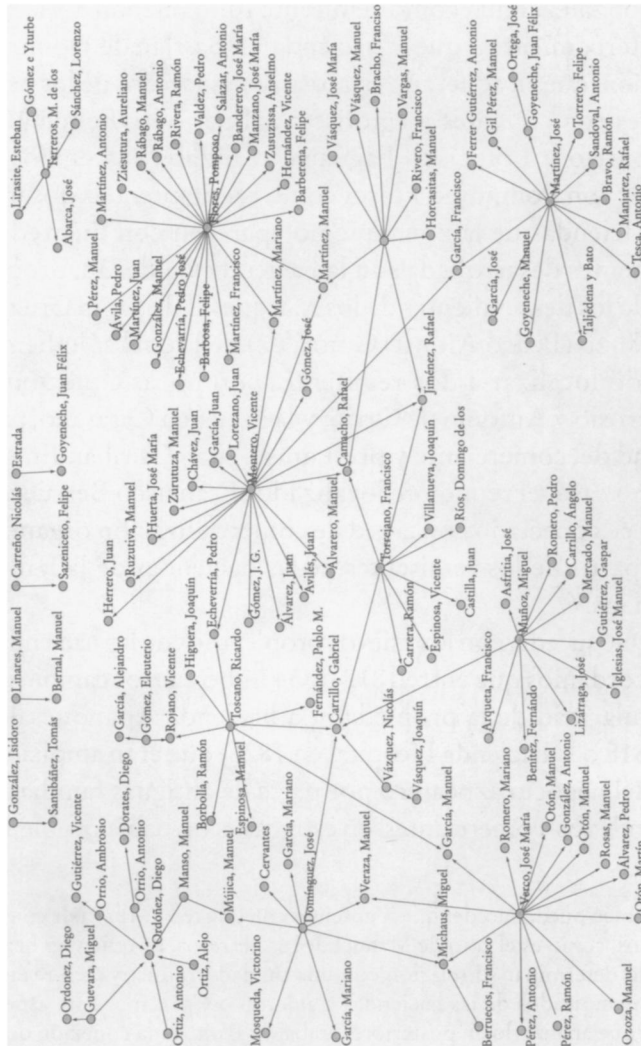 Lirasite, Esteban
Gómez e Yturbe
Terreros, M. de los
Sánchez, Lorenzo
Abarca, José
Martínez, Antonio
Ziesutura, Aureliano
Rábago, Manuel
Rábago, Antonio
Rivera, Ramón
Valdez, Pedro
Flores, Pomposo
Salazar, Antonio
Banderero, José María
Manzano, José María
Zusuzissa, Anselmo
Hernández, Vicente
Barberena, Felipe
Pérez, Manuel
Ávila, Pedro
Martínez, Juan
González, Manuel
Echevarría, Pedro José
Barbosa, Felipe
Martínez, Francisco
Martínez, Mariano
Martínez, Manuel
Vásquez, José María
Vásquez, Manuel
Bracho, Franciso
Vargas, Manuel
Rivero, Francisco
Horcasitas, Manuel
García, Francisco
Ferrer Gutiérrez, Antonio
Gil Pérez, Manuel
Ortega, José
Goyeneche, Juan Félix
Martínez, José
Torrero, Felipe
Sandoval, Antonio
Bravo, Ramón
Manjarez, Rafael
Tesca, Antonio
García, José
Goyeneche, Manuel
Taljédena y Bato
Carreño, Nicolás
Estrada
Sazeniceto, Felipe
Goyeneche, Juan Félix
Herrero, Juan
Ruzutiva, Manuel
Huerta, José María
Zurutuza, Manuel
Chávez, Juan
García, Juan
Lorezano, Juan
Montero, Vicente
Gómez, José
Gómez, J. G.
Álvarez, Juan
Aviles, Juan
Álvaro, Manuel
Camacho, Rafael
Torrejano, Francisco
Jiménez, Rafael
Villanueva, Joaquín
Ríos, Domingo de los
Castilla, Juan
Carrera, Ramón
Espinosa, Vicente
Linares, Manuel
Bernal, Manuel
González, Isidoro
Santibáñez, Tomás
García, Alejandro
Gómez, Eleuterio
Rojano, Vicente
Higuera, Joaquín
Echeverría, Pedro
Toscano, Ricardo
Borbolla, Ramón
Espinosa, Manuel
Fernández, Pablo M.
Carrillo, Gabriel
Anjueta, Francisco
Asfritia, José
Muñoz, Miguel
Romero, Pedro
Carrillo, Ángel
Mercado, Manuel
Gutiérrez, Gaspar
Iglesias, José Manuel
Lizárraga, José
Benítez, Fernándo
Ordonez, Diego
Guevara, Miguel
Gutiérrez, Vicente
Orrio, Ambrosio
Dorater, Diego
Orrio, Antonio
Ordóñez, Diego
Ortiz, Antonio
Ortiz, Alejo
Manso, Manuel
Mújica, Manuel
Cervantes
García, Mariano
Mosqueda, Victorino
Domínguez, José
García, Mariano
Vázquez, Nicolás
Vásquez, Joaquín
Veraza, Manuel
García, Manuel
Michaus, Miguel
Romero, Mariano
Otón, Manuel
González, Antonio
Otón, Manuel
Rosas, Manuel
Álvarez, Pedro
Otón, Martín
Verco, José María
Berruecos, Francisco
Pérez, Antonio
Pérez, Ramón
Orzoza, Manuel